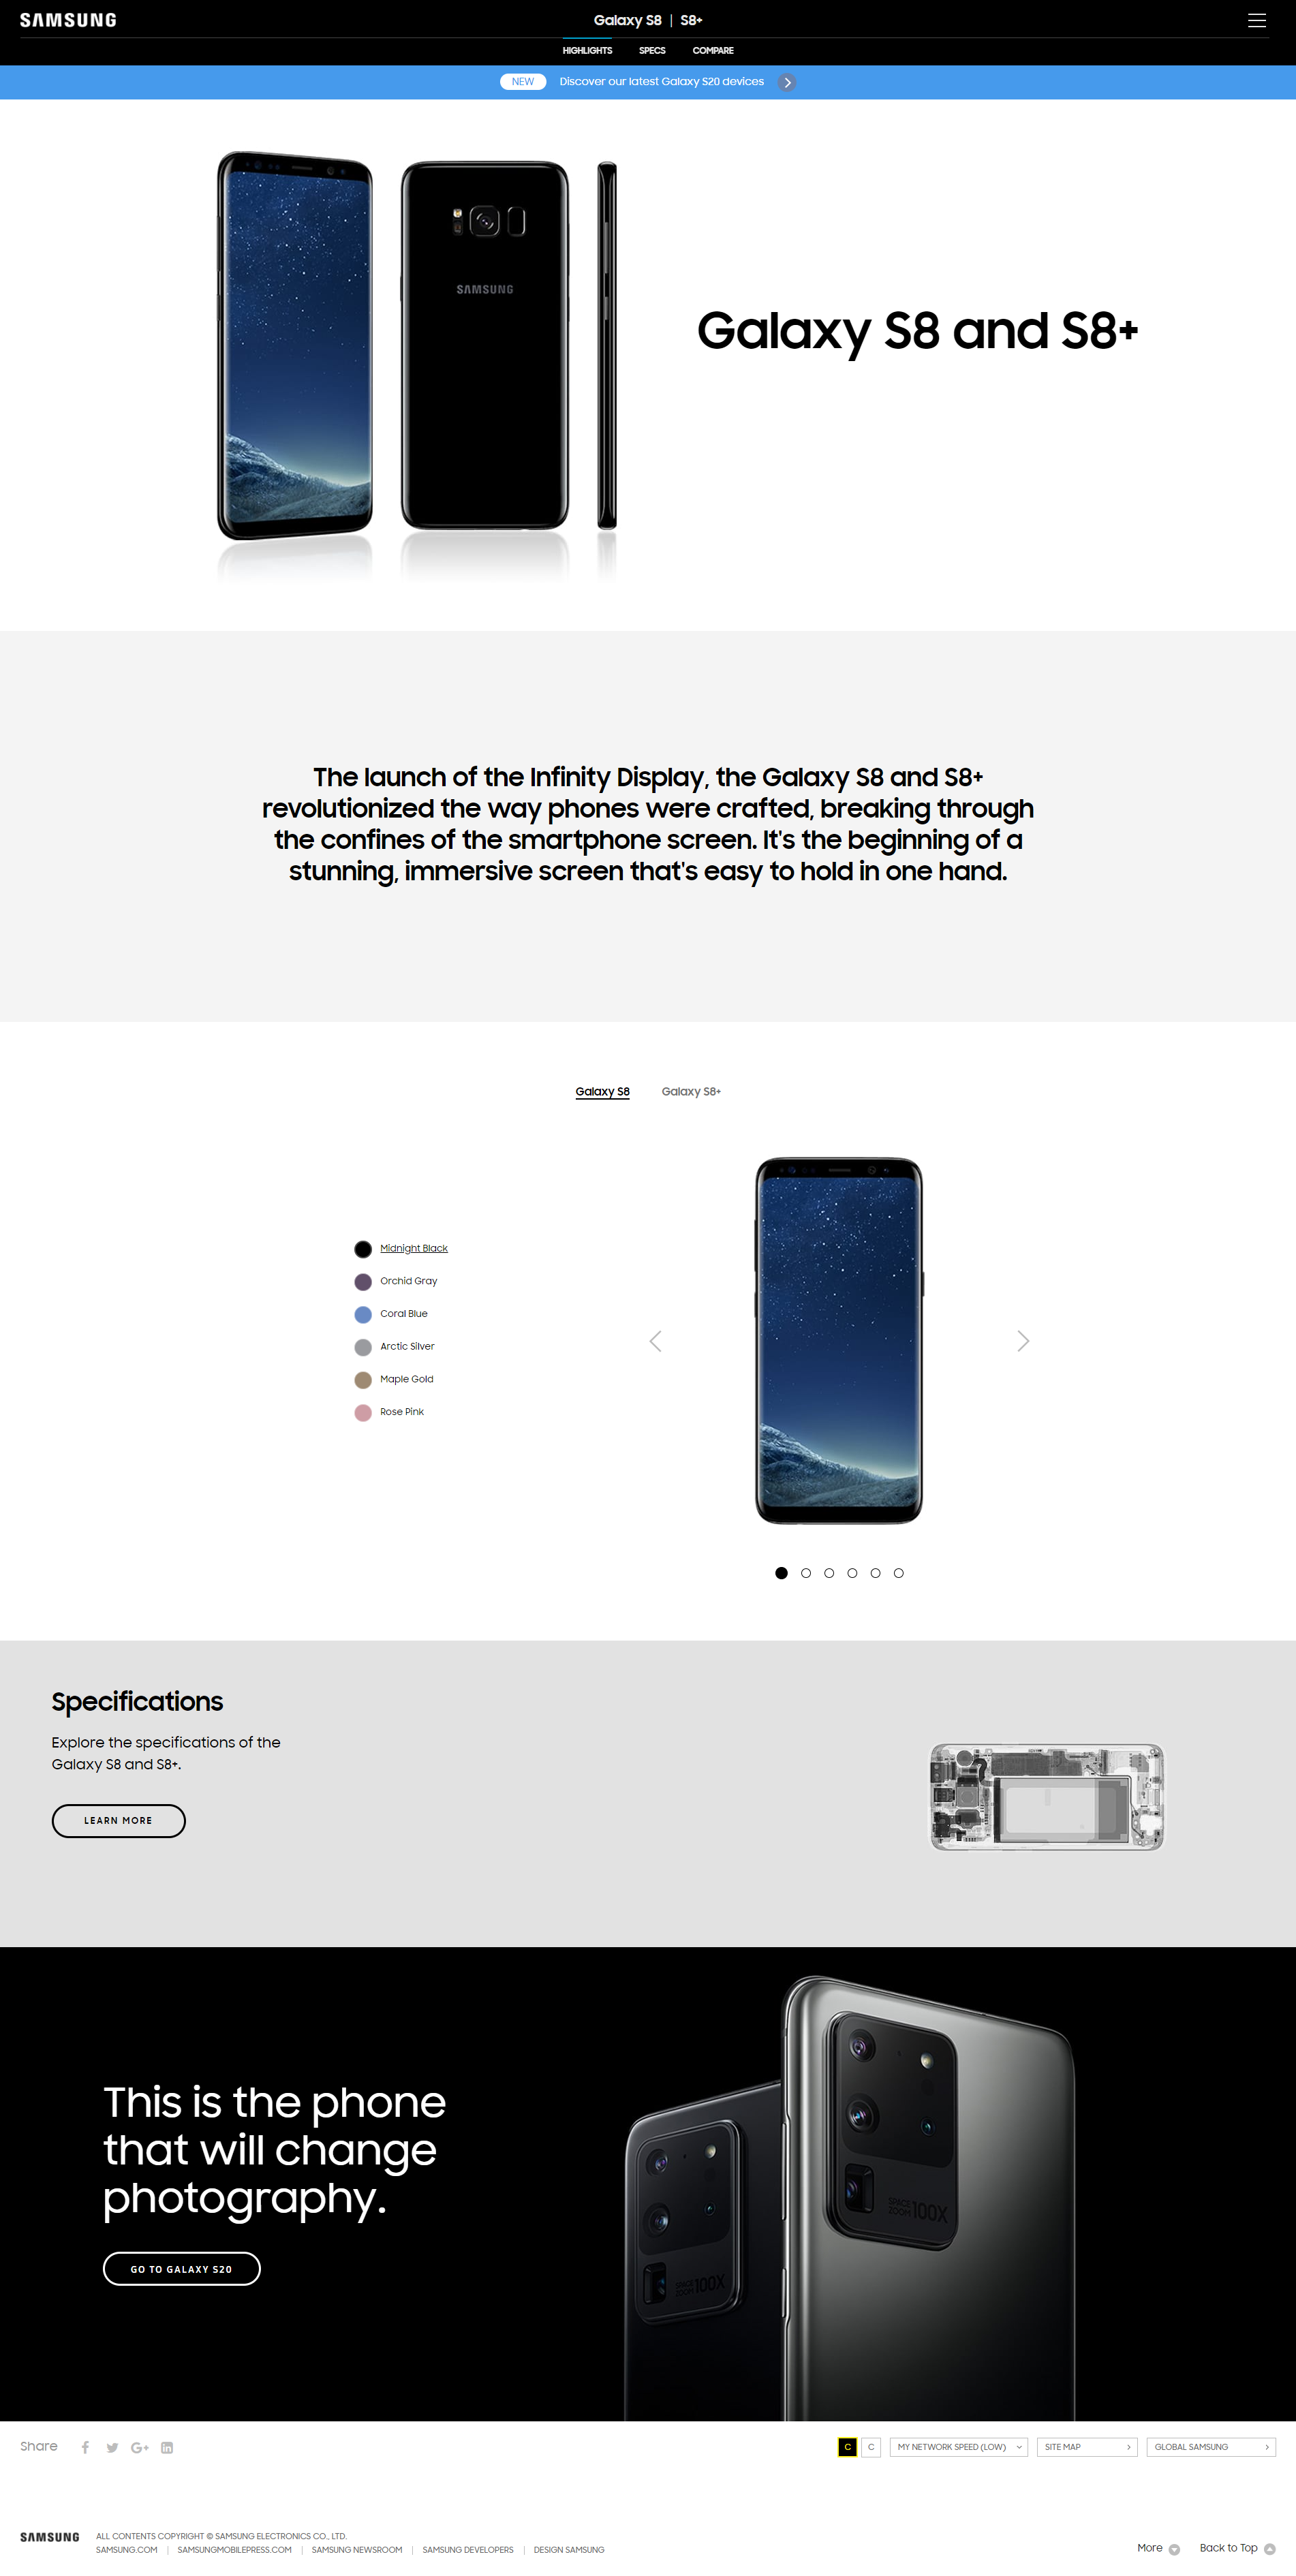 SAMSUNG
Galaxy S8 | S8+
HIGHLIGHTS SPECS COMPARE
NEW Discover our latest Galaxy S20 devices
SAMSUNG
Galaxy S8 and S8+
The launch of the Infinity Display, the Galaxy S8 and S8+
revolutionized the way phones were crafted, breaking through
the confines of the smartphone screen. It's the beginning of a
stunning, immersive screen that's easy to hold in one hand.
Galaxy S8 Galaxy S8+
Midnight Black
Orchid Gray
Coral Blue
Arctic Silver
Maple Gold
Rose Pink
Specifications
Explore the specifications of the
Galaxy S8 and S8+.
LEARN MORE
This is the phone
that will change
photography.
GO TO GALAXY S20
SPACE
ZOOM 100X
SPACE
ZOOM 100X
Share
C C MY NETWORK SPEED (LOW) SITE MAP GLOBAL SAMSUNG
SAMSUNG
ALL CONTENTS COPYRIGHT © SAMSUNG ELECTRONICS CO., LTD.
SAMSUNG.COM | SAMSUNGMOBILEPRESS.COM | SAMSUNG NEWSROOM | SAMSUNG DEVELOPERS | DESIGN SAMSUNG
More Back to Top